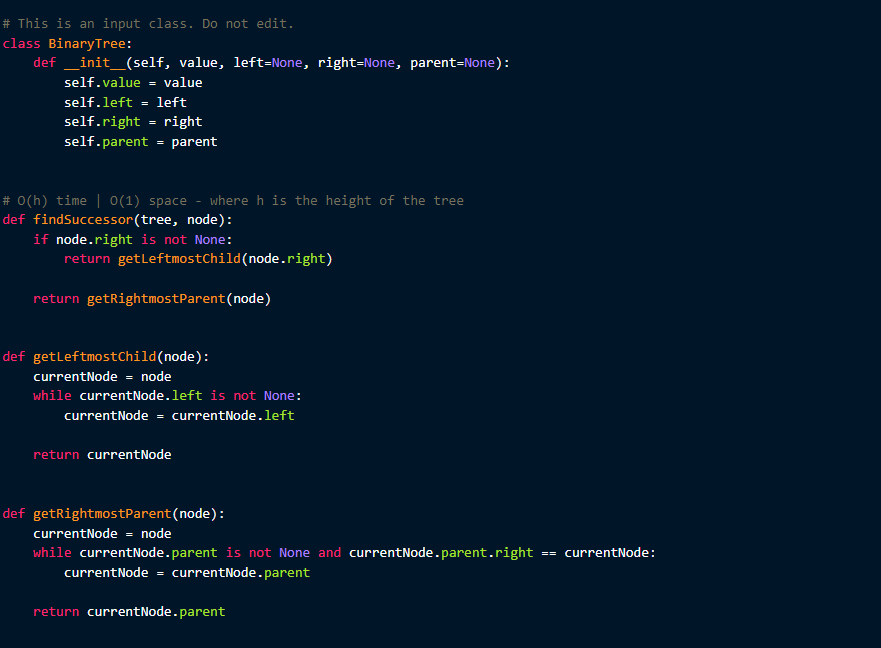 # This is an input class. Do not edit.
class BinaryTree:
    def __init__(self, value, left=None, right=None, parent=None):
        self.value = value
        self.left = left
        self.right = right
        self.parent = parent
# O(h) time | O(1) space - where h is the height of the tree
def findSuccessor(tree, node):
    if node.right is not None:
        return getLeftmostChild(node.right)
    return getRightmostParent(node)
def getLeftmostChild(node):
    currentNode = node
    while currentNode.left is not None:
        currentNode = currentNode.left
    return currentNode
def getRightmostParent(node):
    currentNode = node
    while currentNode.parent is not None and currentNode.parent.right == currentNode:
        currentNode = currentNode.parent
    return currentNode.parent